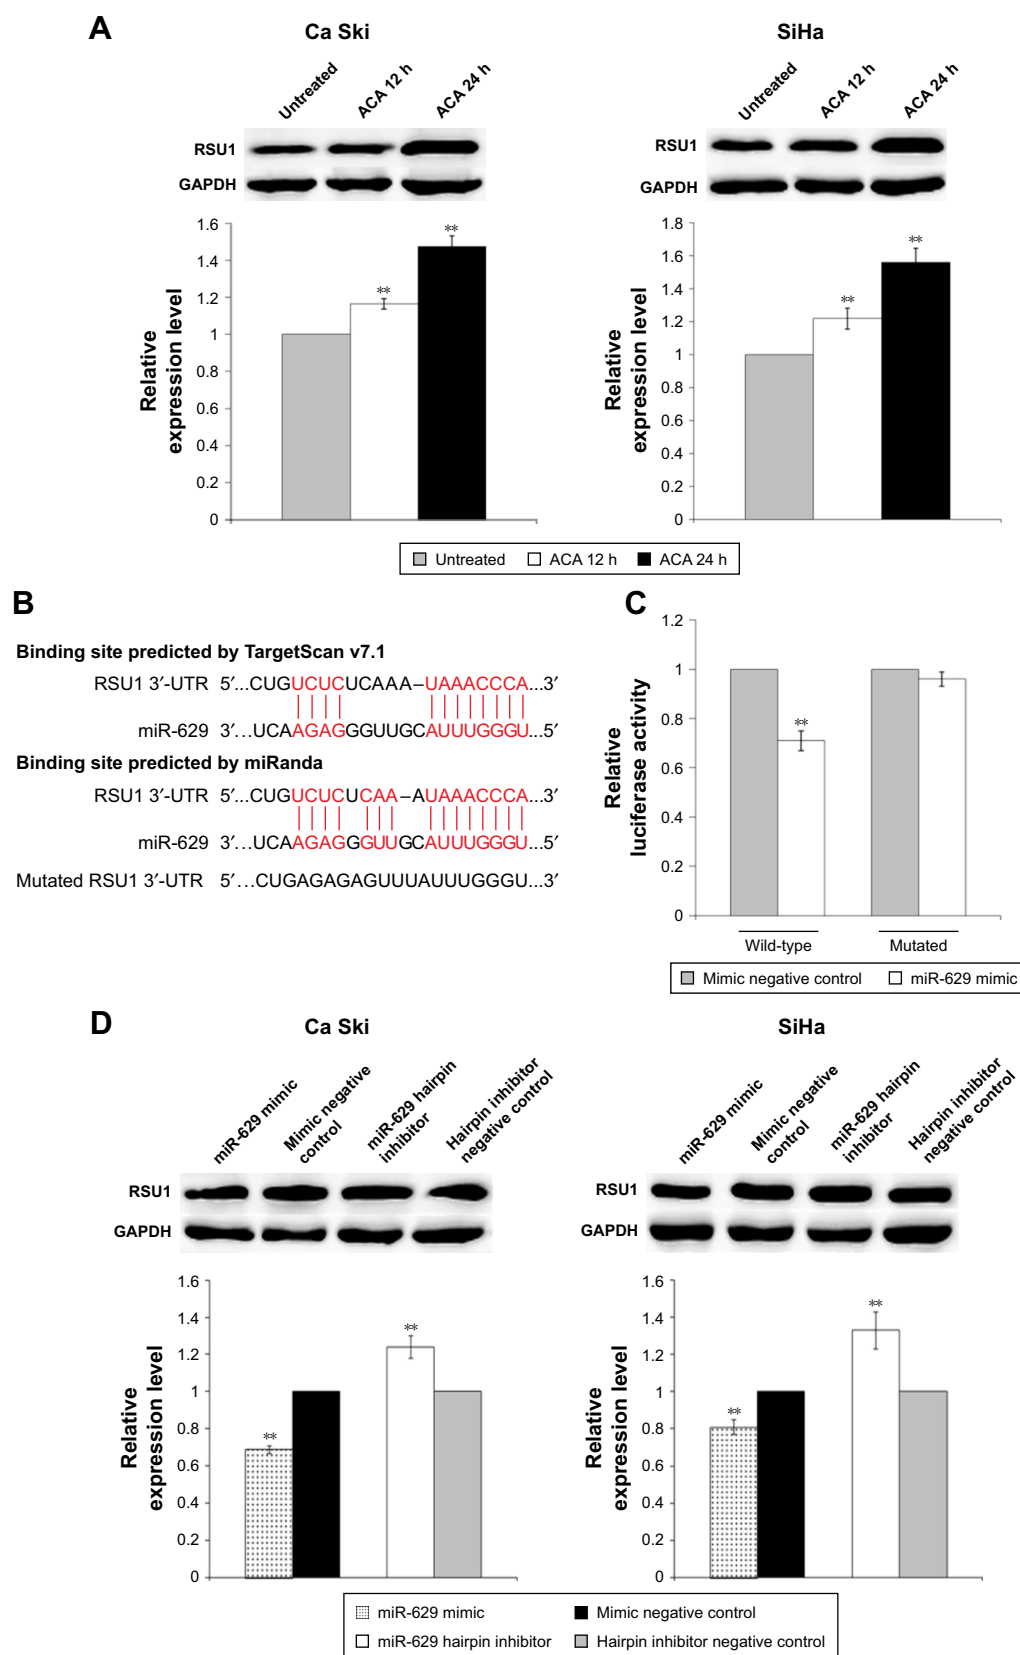 A
Ca Ski
SiHa
Untreated
ACA 12 h
ACA 24 h
Untreated
ACA 12 h
ACA 24 h
RSU1
GAPDH
RSU1
GAPDH
Relative
expression level
1.6
1.4
1.2
1
0.8
0.6
0.4
0.2
0
**
**
Relative
expression level
1.8
1.6
1.4
1.2
1
0.8
0.6
0.4
0.2
0
**
**
Untreated ACA 12 h ACA 24 h
B
Binding site predicted by TargetScan v7.1
RSU1 3′-UTR 5′...CUGUCUCUCAAA–UAAACCCA...3′
miR-629 3′...UCAAGAGGGUUGCAUUUGGGU...5′
Binding site predicted by miRanda
RSU1 3′-UTR 5′...CUGUCUCUCAA–AUAAACCCA...3′
miR-629 3′...UCAAGAGGGUUGCAUUUGGGU...5′
Mutated RSU1 3′-UTR 5′...CUGAGAGAGUUUAUUUGGGU...3′
C
Relative
luciferase activity
1.2
1
0.8
0.6
0.4
0.2
0
**
Wild-type
Mutated
Mimic negative control miR-629 mimic
D
Ca Ski
SiHa
miR-629 mimic
Mimic negative
control
miR-629 hairpin
inhibitor
Hairpin inhibitor
negative control
miR-629 mimic
Mimic negative
control
miR-629 hairpin
inhibitor
Hairpin inhibitor
negative control
RSU1
GAPDH
RSU1
GAPDH
Relative
expression level
1.6
1.4
1.2
1
0.8
0.6
0.4
0.2
0
**
**
Relative
expression level
1.6
1.4
1.2
1
0.8
0.6
0.4
0.2
0
**
**
miR-629 mimic Mimic negative control
miR-629 hairpin inhibitor Hairpin inhibitor negative control